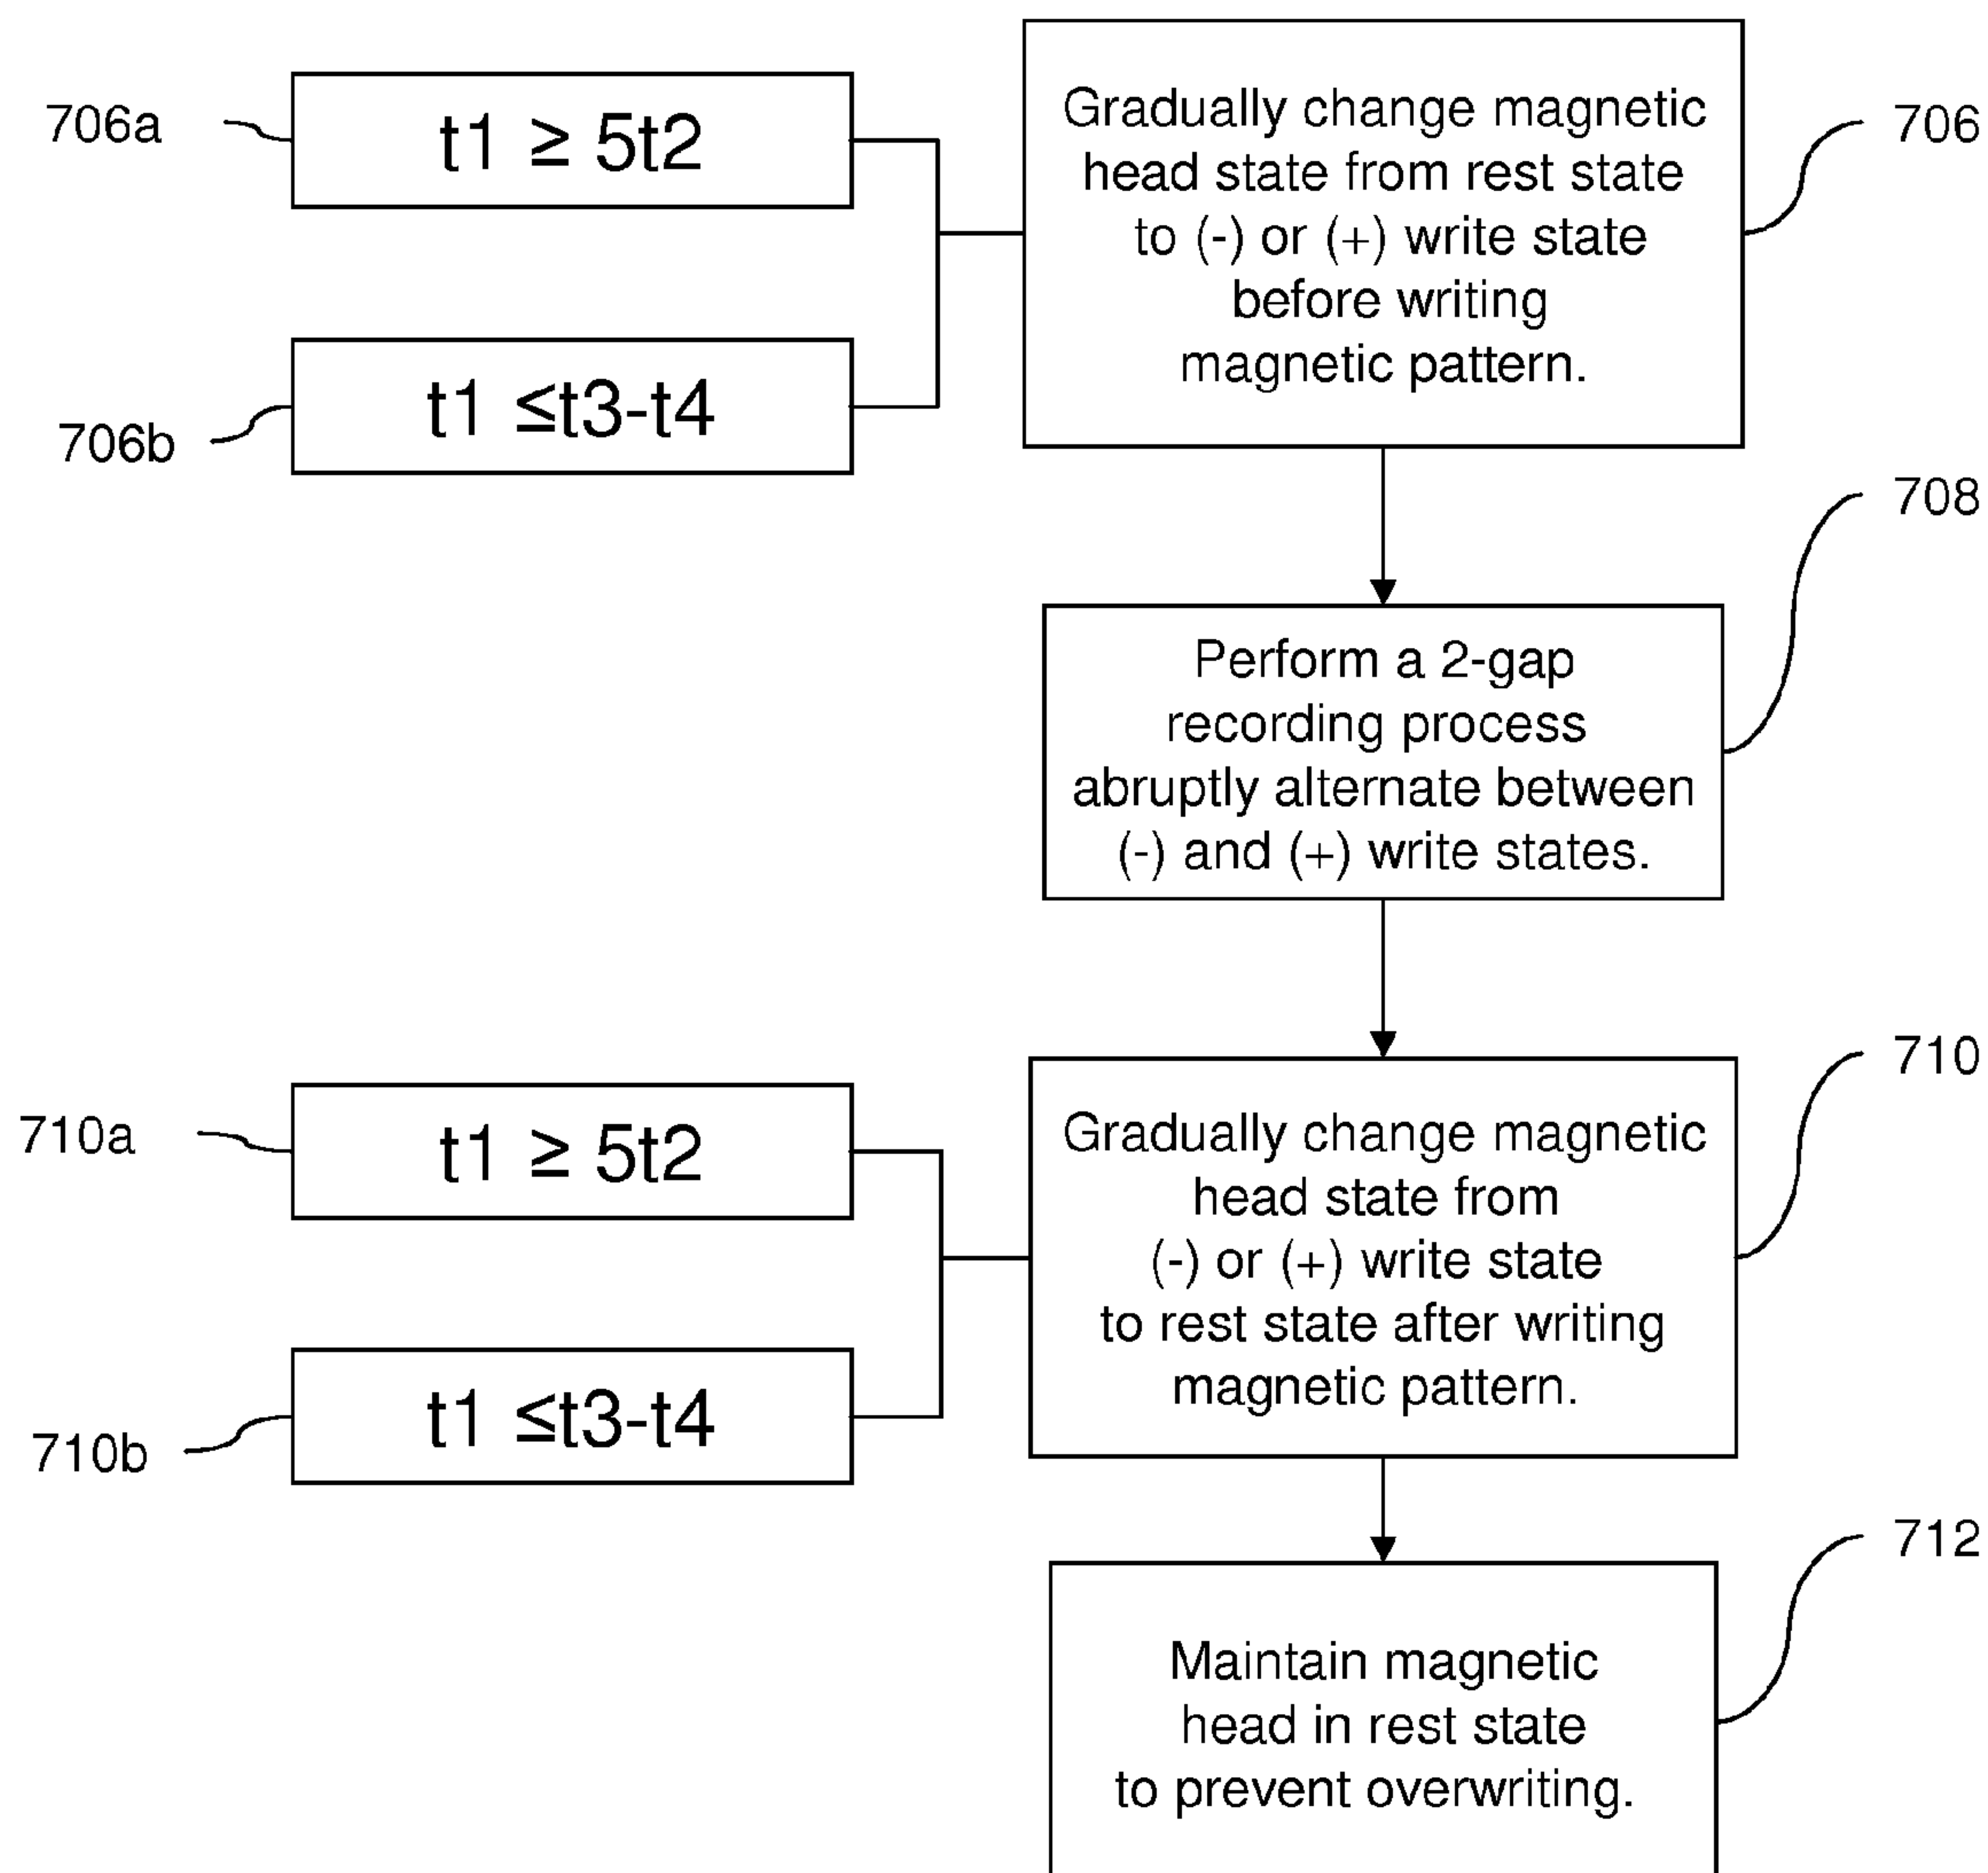 706a
t1 ≥ 5t2
706b
t1 ≤t3-t4
Gradually change magnetic
head state from rest state
to (-) or (+) write state
before writing
magnetic pattern.
706
Perform a 2-gap
recording process
abruptly alternate between
(-) and (+) write states.
708
710a
t1 ≥ 5t2
710b
t1 ≤t3-t4
Gradually change magnetic
head state from
(-) or (+) write state
to rest state after writing
magnetic pattern.
710
Maintain magnetic
head in rest state
to prevent overwriting.
712